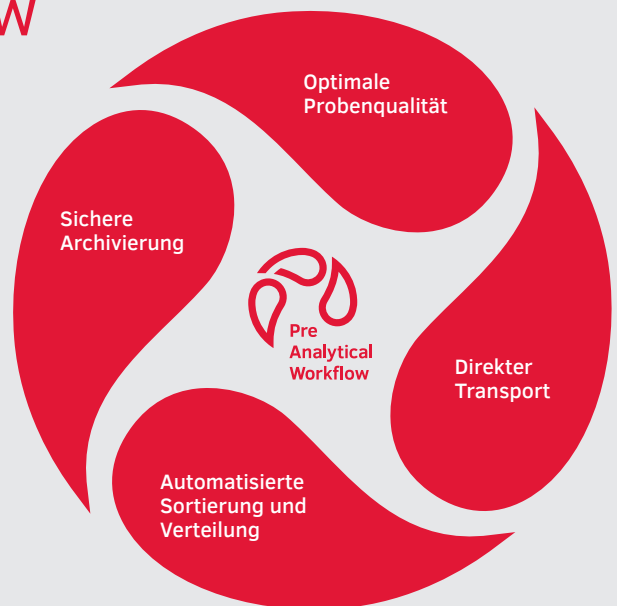 W
Optimale
Probenqualität
Sichere
Archivierung
Pre
Analytical
Workflow
Direkter
Transport
Automatisierte
Sortierung und
Verteilung